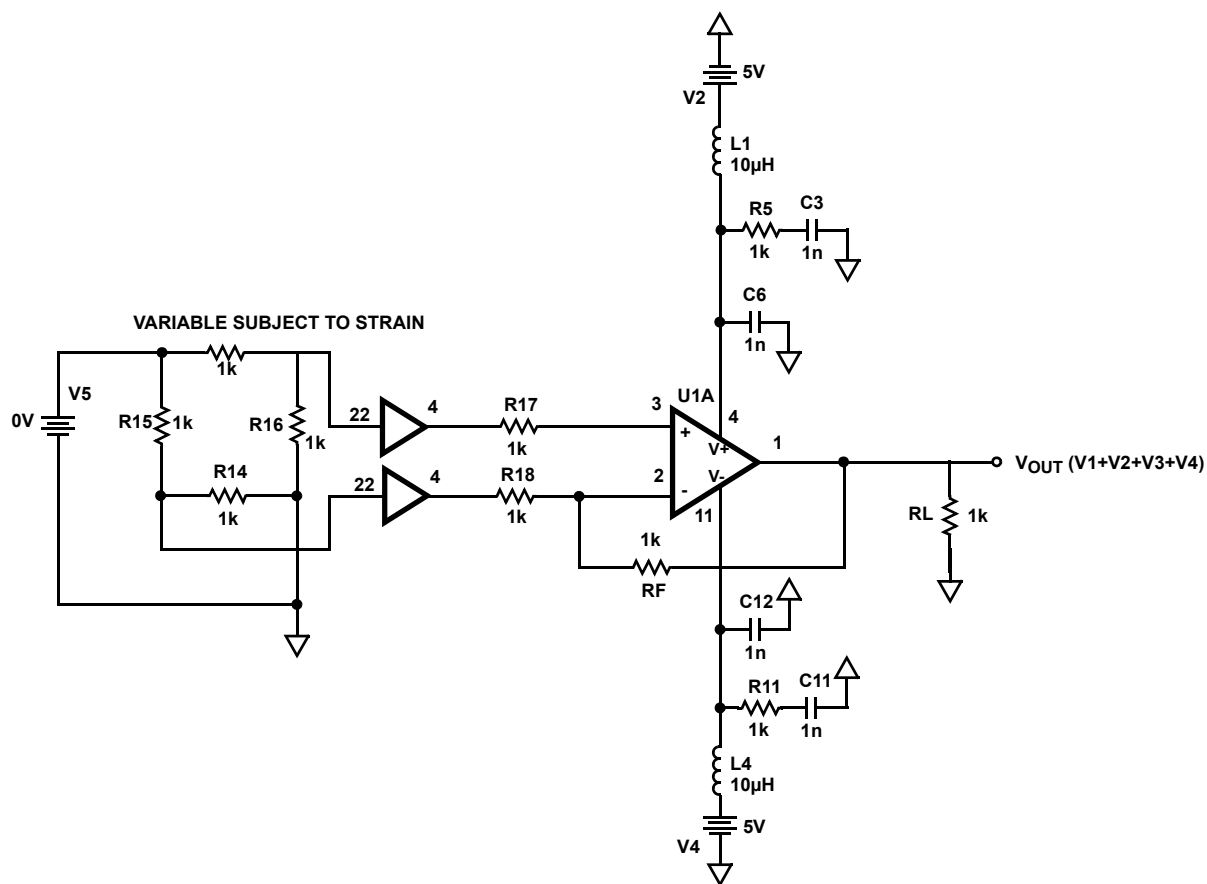 5V
V2
L1
10µH
R5
C3
1k
1n
C6
1n
VARIABLE SUBJECT TO STRAIN
1k
V5
0V
R15
1k
R16
1k
R14
1k
22
4
R17
1k
22
4
R18
1k
U1A
3
+
4
V+
1
V-
2
-
11
VOUT (V1+V2+V3+V4)
RL
1k
1k
RF
C12
1n
R11
C11
1k
1n
L4
10µH
5V
V4